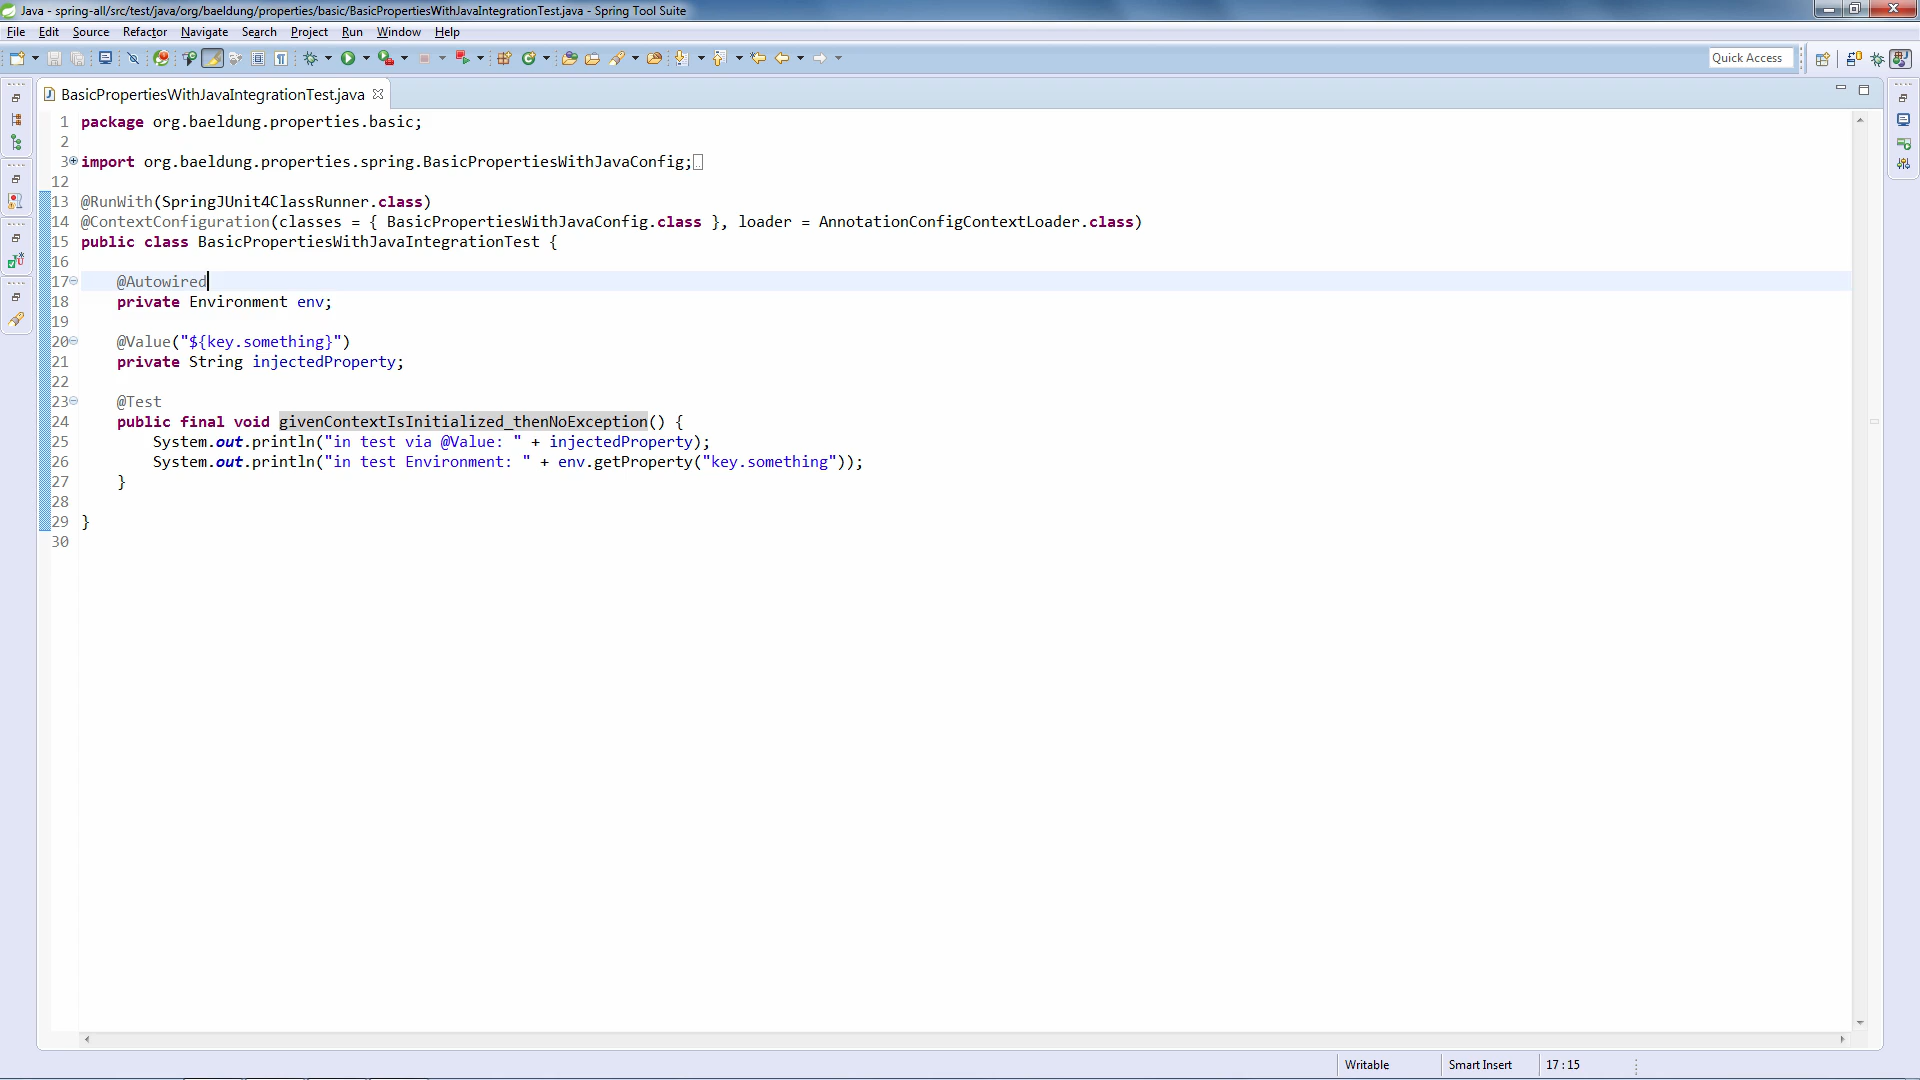 Java - spring-all/src/test/java/org/baeldung/properties/basic/BasicPropertiesWithJavaIntegrationTest.java - Spring Tool Suite
File Edit Source Refactor Navigate Search Project Run Window Help
Quick Access
BasicPropertiesWithJavaIntegrationTest.java
1 package org.baeldung.properties.basic;
2
3 import org.baeldung.properties.spring.BasicPropertiesWithJavaConfig;
12
13 @RunWith(SpringJUnit4ClassRunner.class)
14 @ContextConfiguration(classes = { BasicPropertiesWithJavaConfig.class }, loader = AnnotationConfigContextLoader.class)
15 public class BasicPropertiesWithJavaIntegrationTest {
16
17 @Autowired
18 private Environment env;
19
20 @Value("${key.something}")
21 private String injectedProperty;
22
23 @Test
24 public final void givenContextIsInitialized_thenNoException() {
25 System.out.println("in test via @Value: " + injectedProperty);
26 System.out.println("in test Environment: " + env.getProperty("key.something"));
27 }
28
29 }
30
Writable Smart Insert 17 : 15